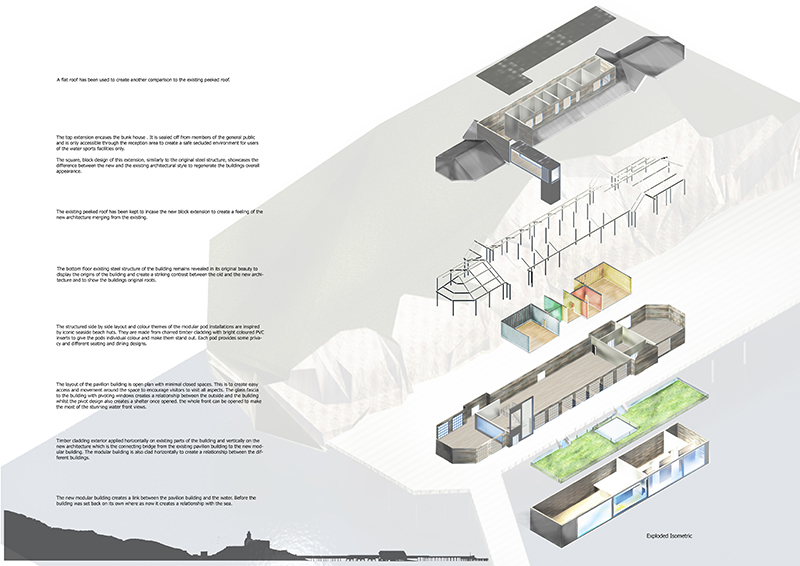 A flat roof has been used to create another comparison to the existing peeked roof.
The top extension encases the bunk house . It is sealed off from members of the general public
and is only accessible through the reception area to create a safe secluded environment for users
of the water sports facilities only.
The square, block design of this extension, similarly to the original steel structure, showcases the
difference between the new and the existing architectural style to regenerate the buildings overall
appearance.
The existing peeked roof has been kept to incase the new block extension to create a feeling of the
new architecture merging from the existing.
The bottom floor existing steel structure of the building remains revealed in its original beauty to
display the origins of the building and create a striking contrast between the old and the new archi-
tecture and to show the buildings original roots.
The structured side by side layout and colour themes of the modular pod installations are inspired
by iconic seaside beach huts. They are made from charred timber cladding with bright coloured PVC
inserts to give the pods individual colour and make them stand out. Each pod provides some priva-
cy and different seating and dining designs.
The layout of the pavilion building is open plan with minimal closed spaces. This is to create easy
access and movement around the space to encourage visitors to visit all aspects. The glass fascia
to the building with pivoting windows creates a relationship between the outside and the building
whilst the pivot design also creates a shelter once opened. the whole front can be opened to make
the most of the stunning water front views.
Timber cladding exterior applied horizontally on existing parts of the building and vertically on the
new architecture which is the connecting bridge from the existing pavilion building to the new mod-
ular building. The modular building is also clad horizontally to create a relationship between the dif-
ferent buildings.
The new modular building creates a link between the pavilion building and the water. Before the
building was set back on its own where as now it creates a relationship with the sea.
Exploded Isometric